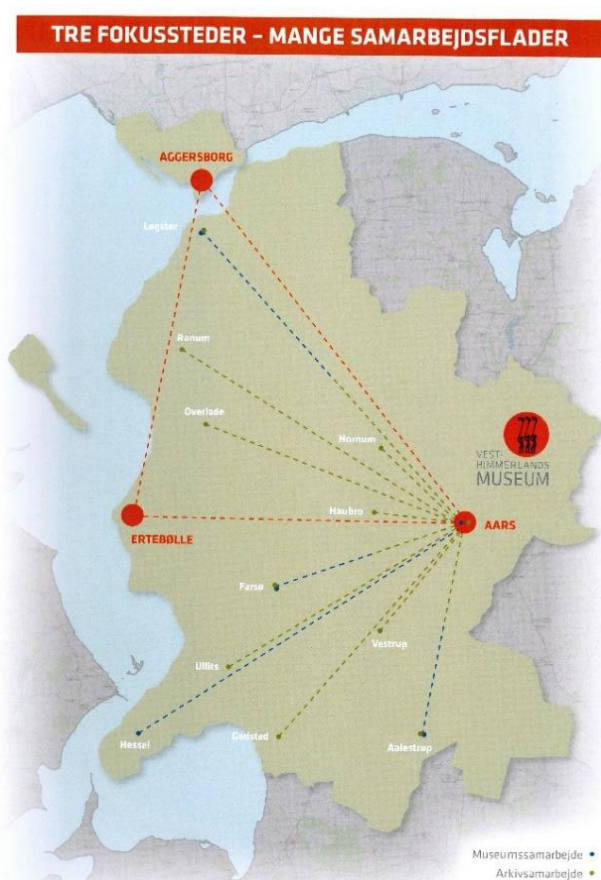 TRE FOKUSSTEDER – MANGE SAMARBEJDSFLADER
AGGERSBORG
Løgstør
Ranum
Overlade
Hornum
VEST-
HIMMERLANDS
MUSEUM
Haubro
AARS
ERTEBØLLE
Farsø
Vestrup
Ullits
Hessel
Gedsted
Aalestrup
Museumssamarbejde
Arkivsamarbejde